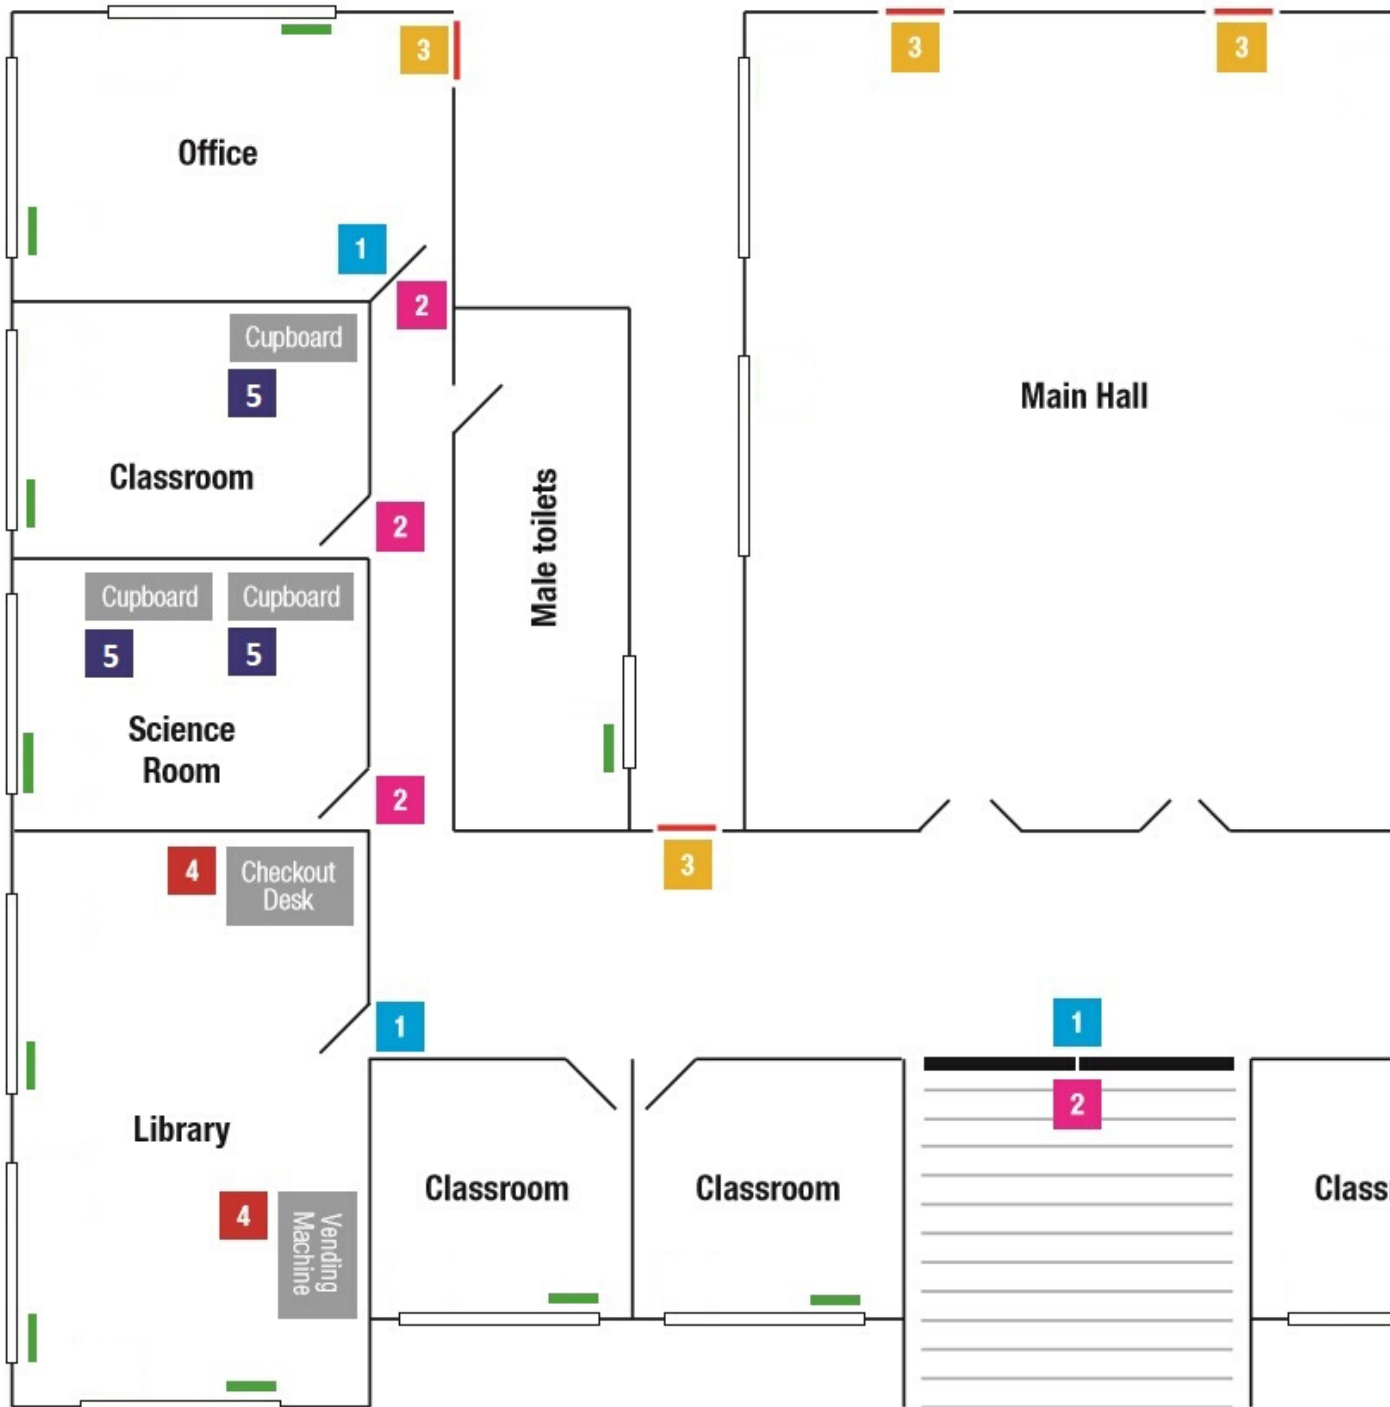 3
3
3
Office
1
2
Cupboard
5
Classroom
2
Main Hall
Male toilets
Cupboard
Cupboard
5
5
Science
Room
2
4
Checkout
Desk
3
1
1
2
Library
Classroom
Classroom
Class
4
Vending
Machine